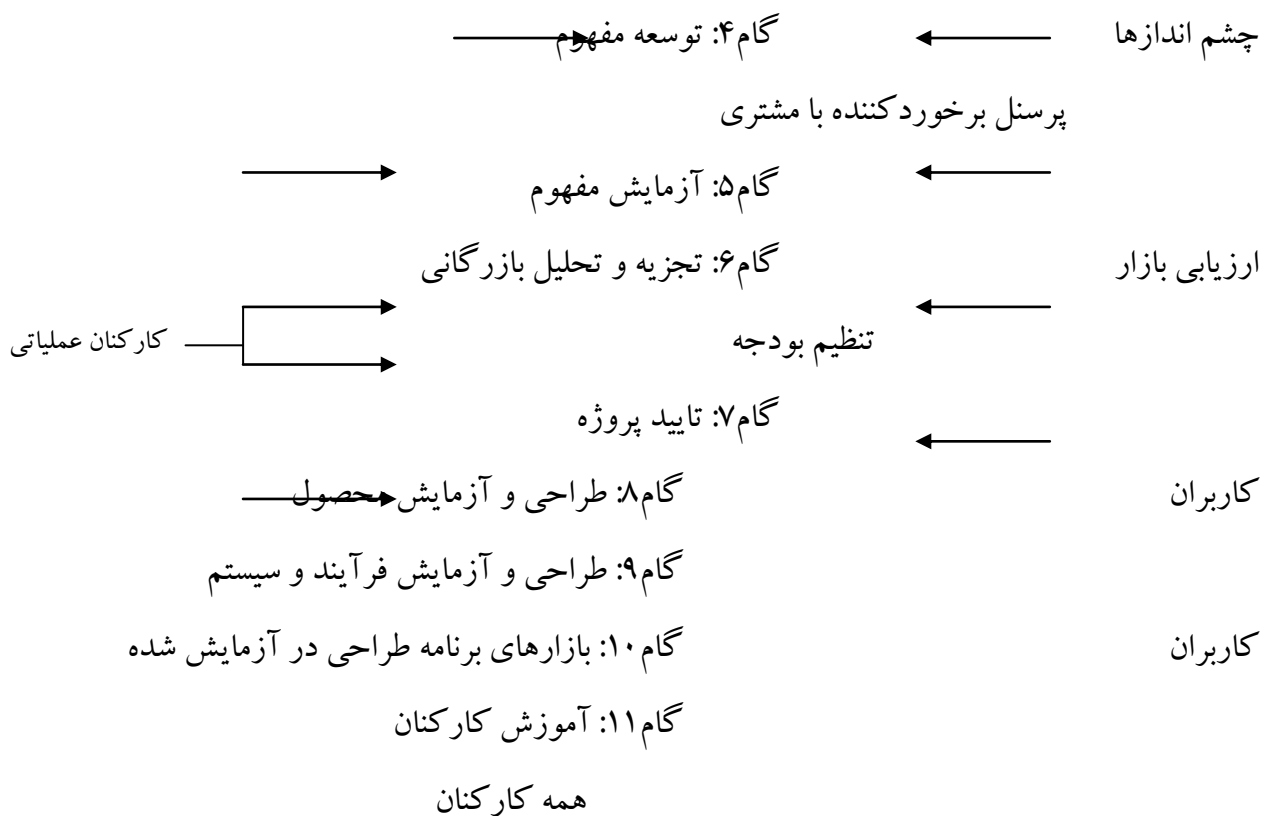 چشم اندازها گام۴: توسعه مفهوم
پرسنل برخوردکننده با مشتری
گام۵: آزمایش مفهوم
ارزیابی بازار گام۶: تجزیه و تحلیل بازرگانی
تنظیم بودجه کارکنان عملیاتی
گام۷: تایید پروژه
کاربران گام۸: طراحی و آزمایش محصول
گام۹: طراحی و آزمایش فرآیند و سیستم
کاربران گام۱۰: بازارهای برنامه طراحی در آزمایش شده
گام۱۱: آموزش کارکنان
همه کارکنان